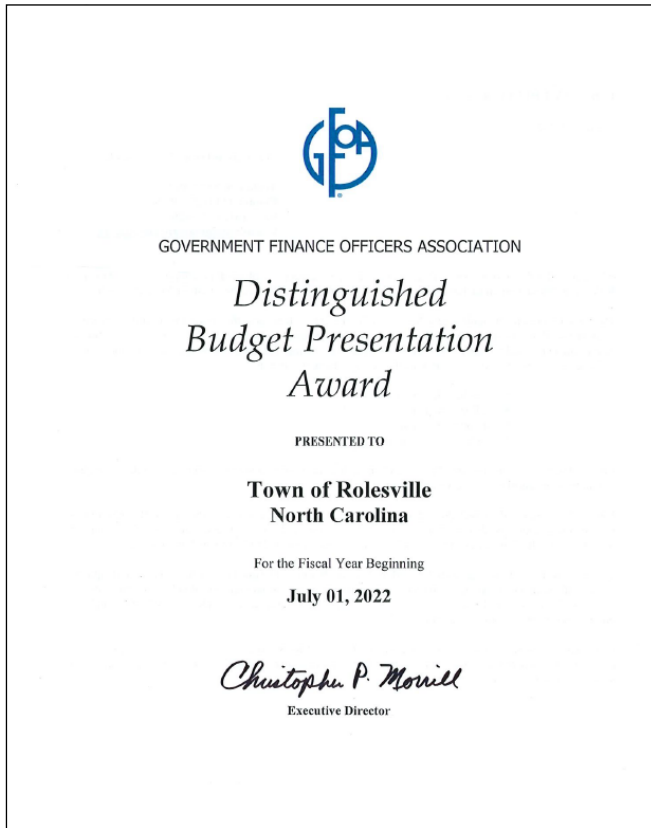 GFOA
GOVERNMENT FINANCE OFFICERS ASSOCIATION
Distinguished
Budget Presentation
Award
PRESENTED TO
Town of Rolesville
North Carolina
For the Fiscal Year Beginning
July 01, 2022
Christopher P. Morrill
Executive Director